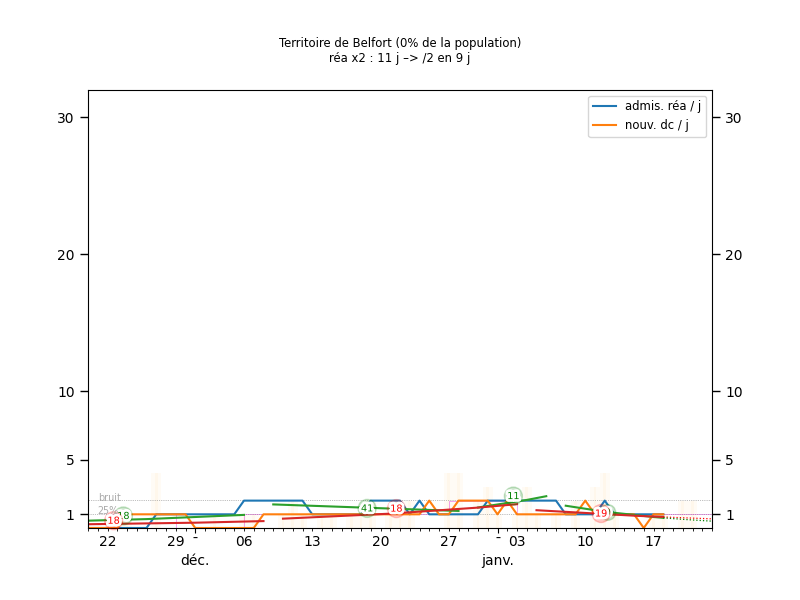 Territoire de Belfort (0% de la population)
réa x2 : 11 j –> /2 en 9 j
admis. réa / j
nouv. dc / j
30 30
20 20
10 10
5 5
1 1
bruit
25%
18 18 41 18 11 19
22 29 - 06 13 20 27 - 03 10 17
déc. janv.